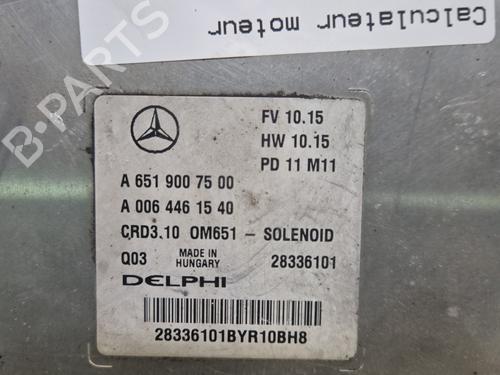 Calculateur moteur
B-PARTS
FV 10.15
HW 10.15
PD 11 M11
A 651 900 75 00
A 006 446 15 40
CRD3.10 OM651 - SOLENOID
Q03 MADE IN HUNGARY 28336101
DELPHI
28336101BYR10BH8